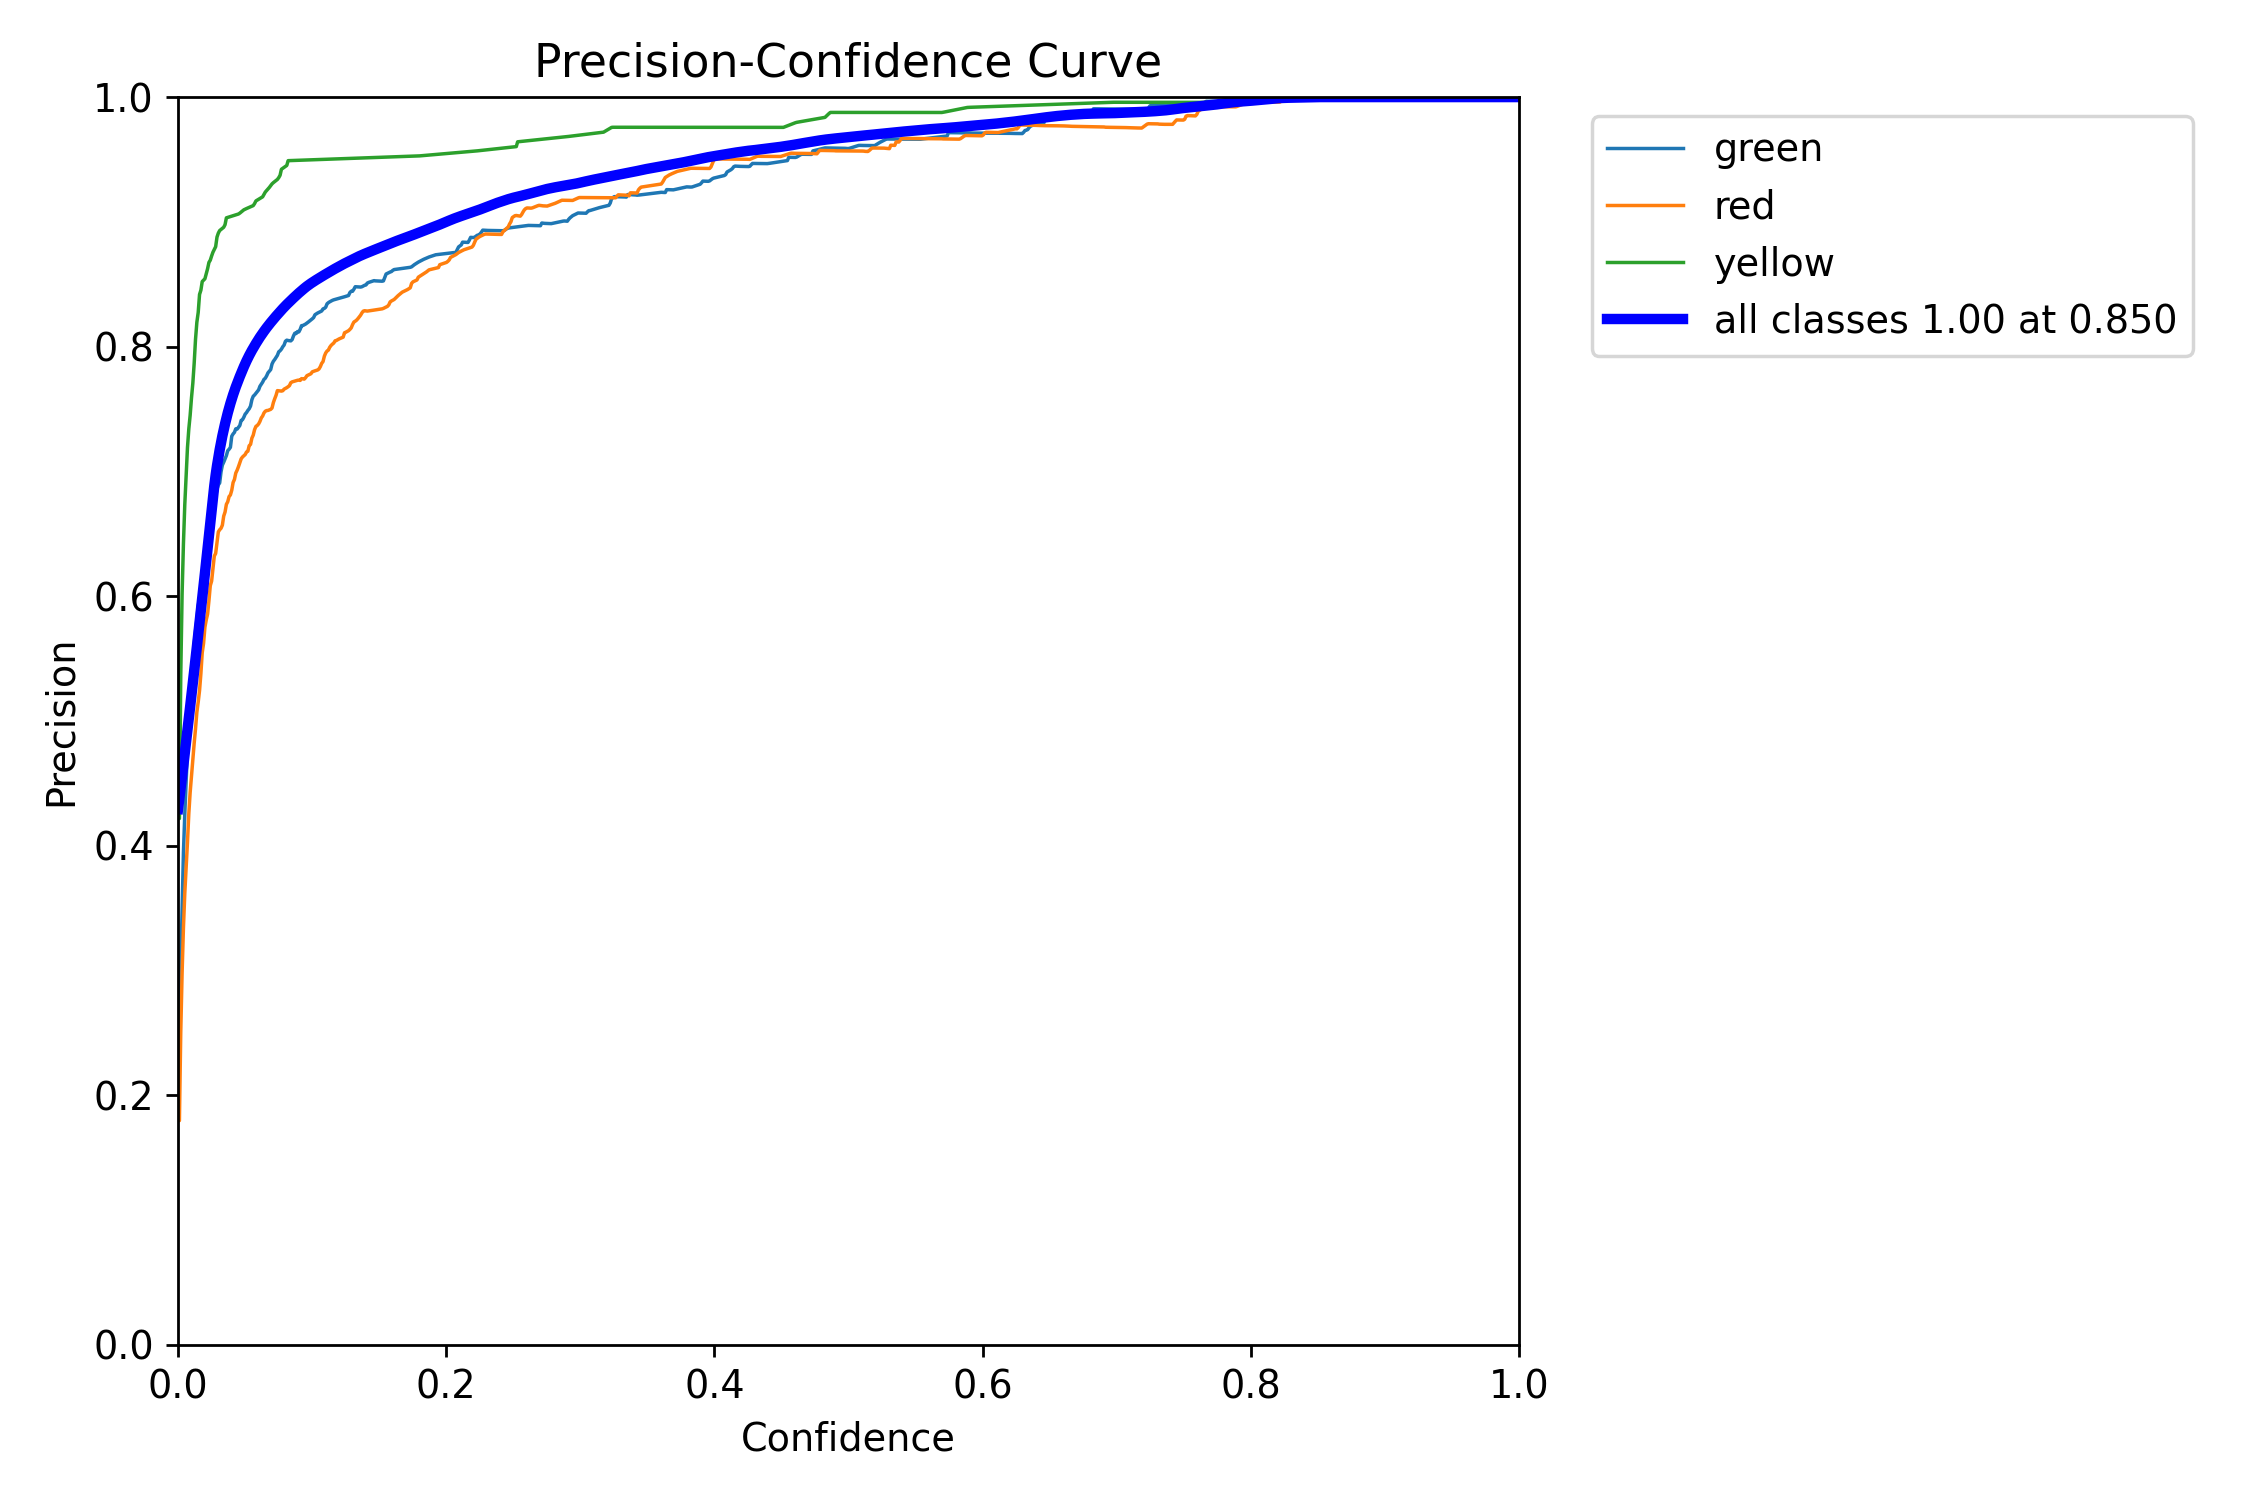 Precision-Confidence Curve
1.0
0.8
0.6
0.4
0.2
0.0
Precision
0.0 0.2 0.4 0.6 0.8 1.0
Confidence
green
red
yellow
all classes 1.00 at 0.850